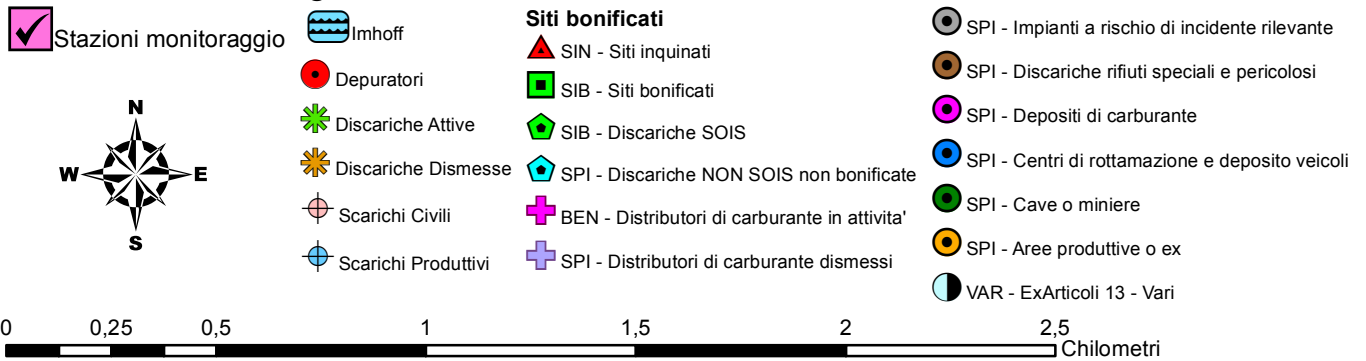 Stazioni monitoraggio
N
W
E
S
Imhoff
Depuratori
Discariche Attive
Discariche Dismesse
Scarichi Civili
Scarichi Produttivi
Siti bonificati
SIN - Siti inquinati
SIB - Siti bonificati
SIB - Discariche SOIS
SPI - Discariche NON SOIS non bonificate
BEN - Distributori di carburante in attivita'
SPI - Distributori di carburante dismessi
SPI - Impianti a rischio di incidente rilevante
SPI - Discariche rifiuti speciali e pericolosi
SPI - Depositi di carburante
SPI - Centri di rottamazione e deposito veicoli
SPI - Cave o miniere
SPI - Aree produttive o ex
VAR - ExArticoli 13 - Vari
0 0,25 0,5 1 1,5 2 2,5
Chilometri